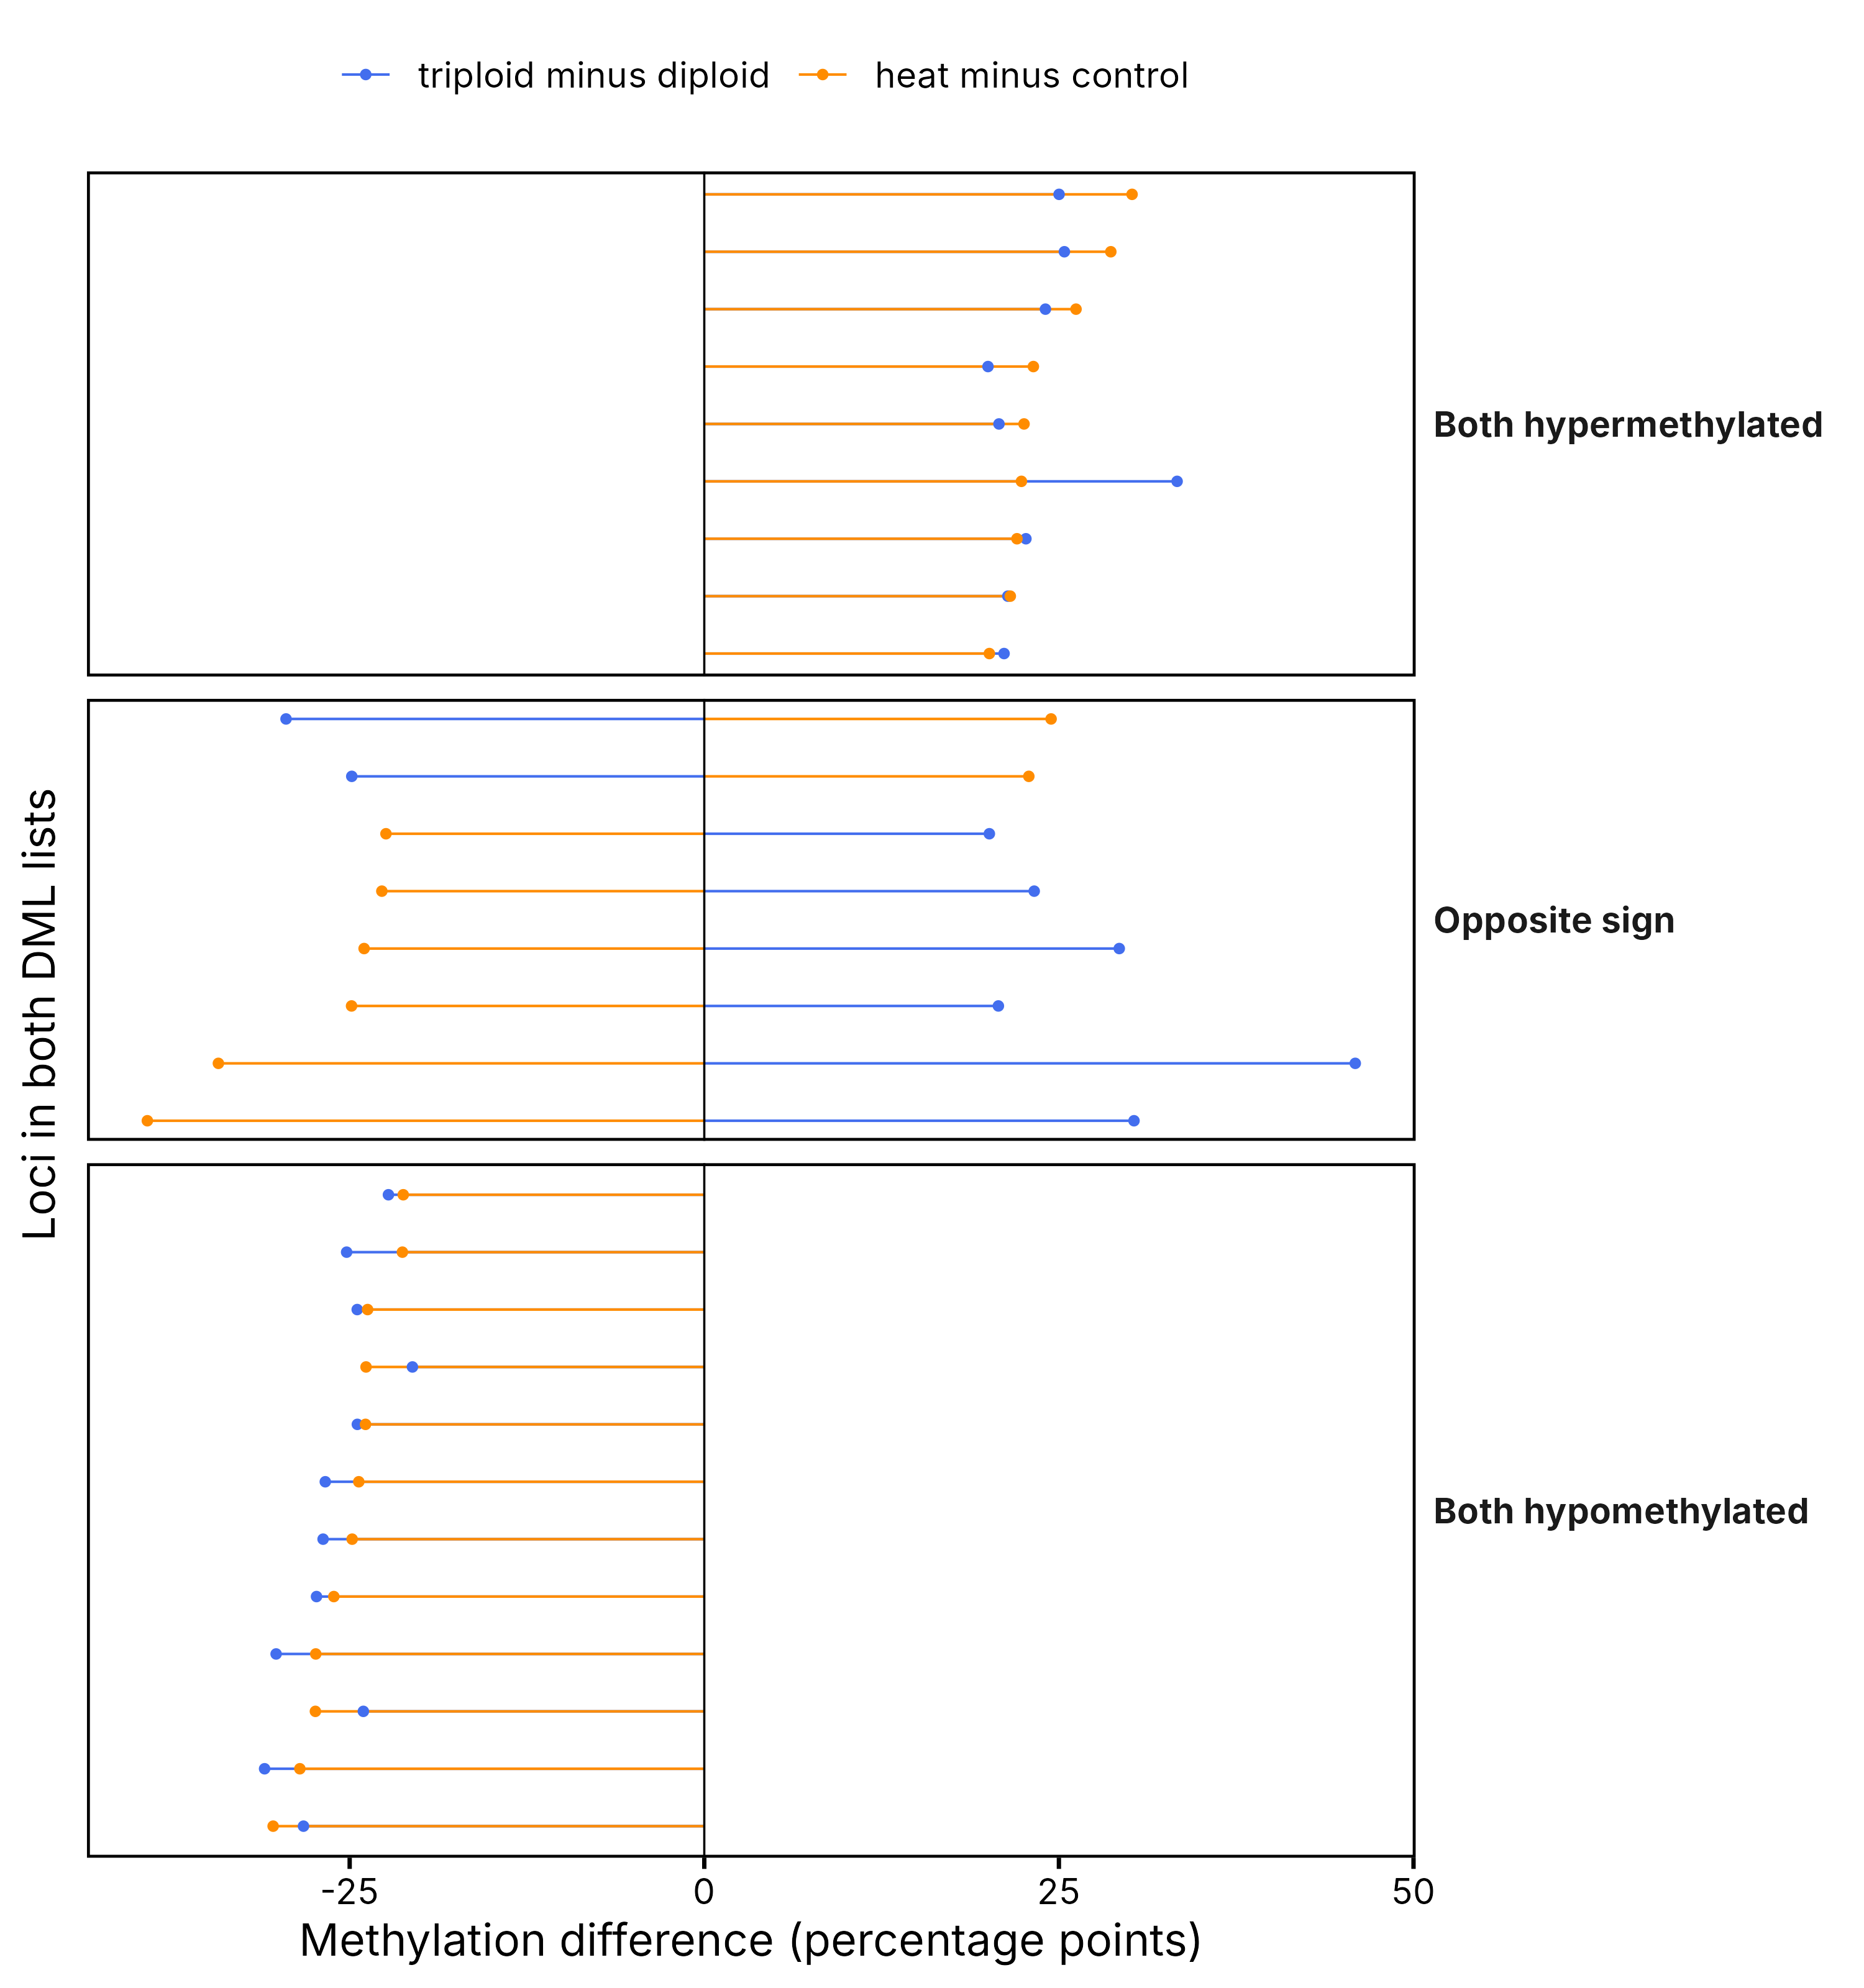 triploid minus diploid
heat minus control
Both hypermethylated
Opposite sign
Both hypomethylated
Loci in both DML lists
-25
0
25
50
Methylation difference (percentage points)